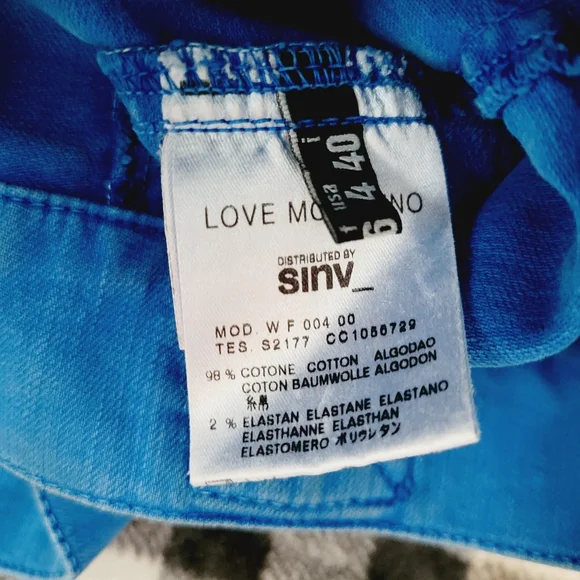 i 40
usa 4
f
LOVE MO NO
DISTRIBUTED BY
sinv_
MOD. W F 004 00
TES. S2177 CC1056729
98 % COTONE COTTON ALGODAO
COTON BAUMWOLLE ALGODON
2 % ELASTAN ELASTANE ELASTANO
ELASTHANNE ELASTHAN
ELASTOMERO ポリウレタン